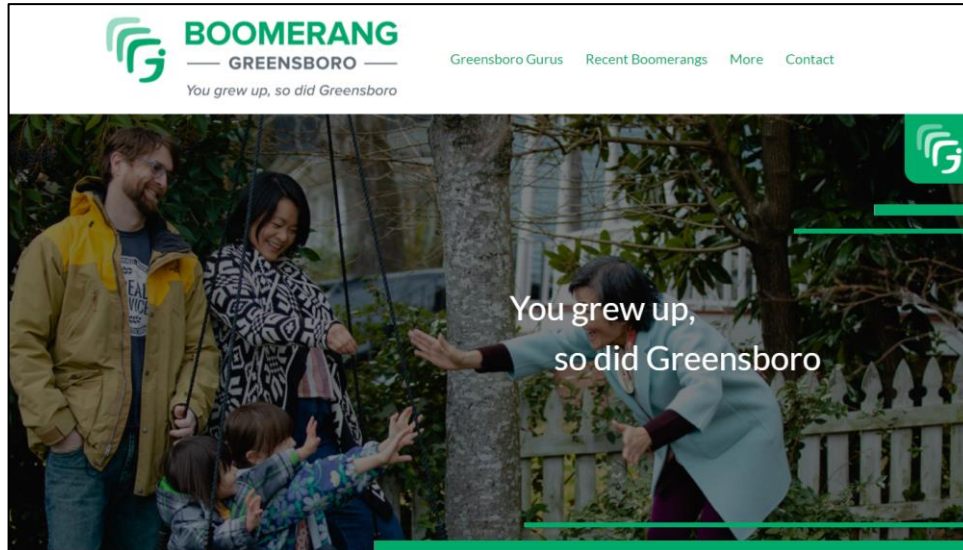 BOOMERANG
GREENSBORO
You grew up, so did Greensboro
Greensboro Gurus Recent Boomerangs More Contact
You grew up,
so did Greensboro